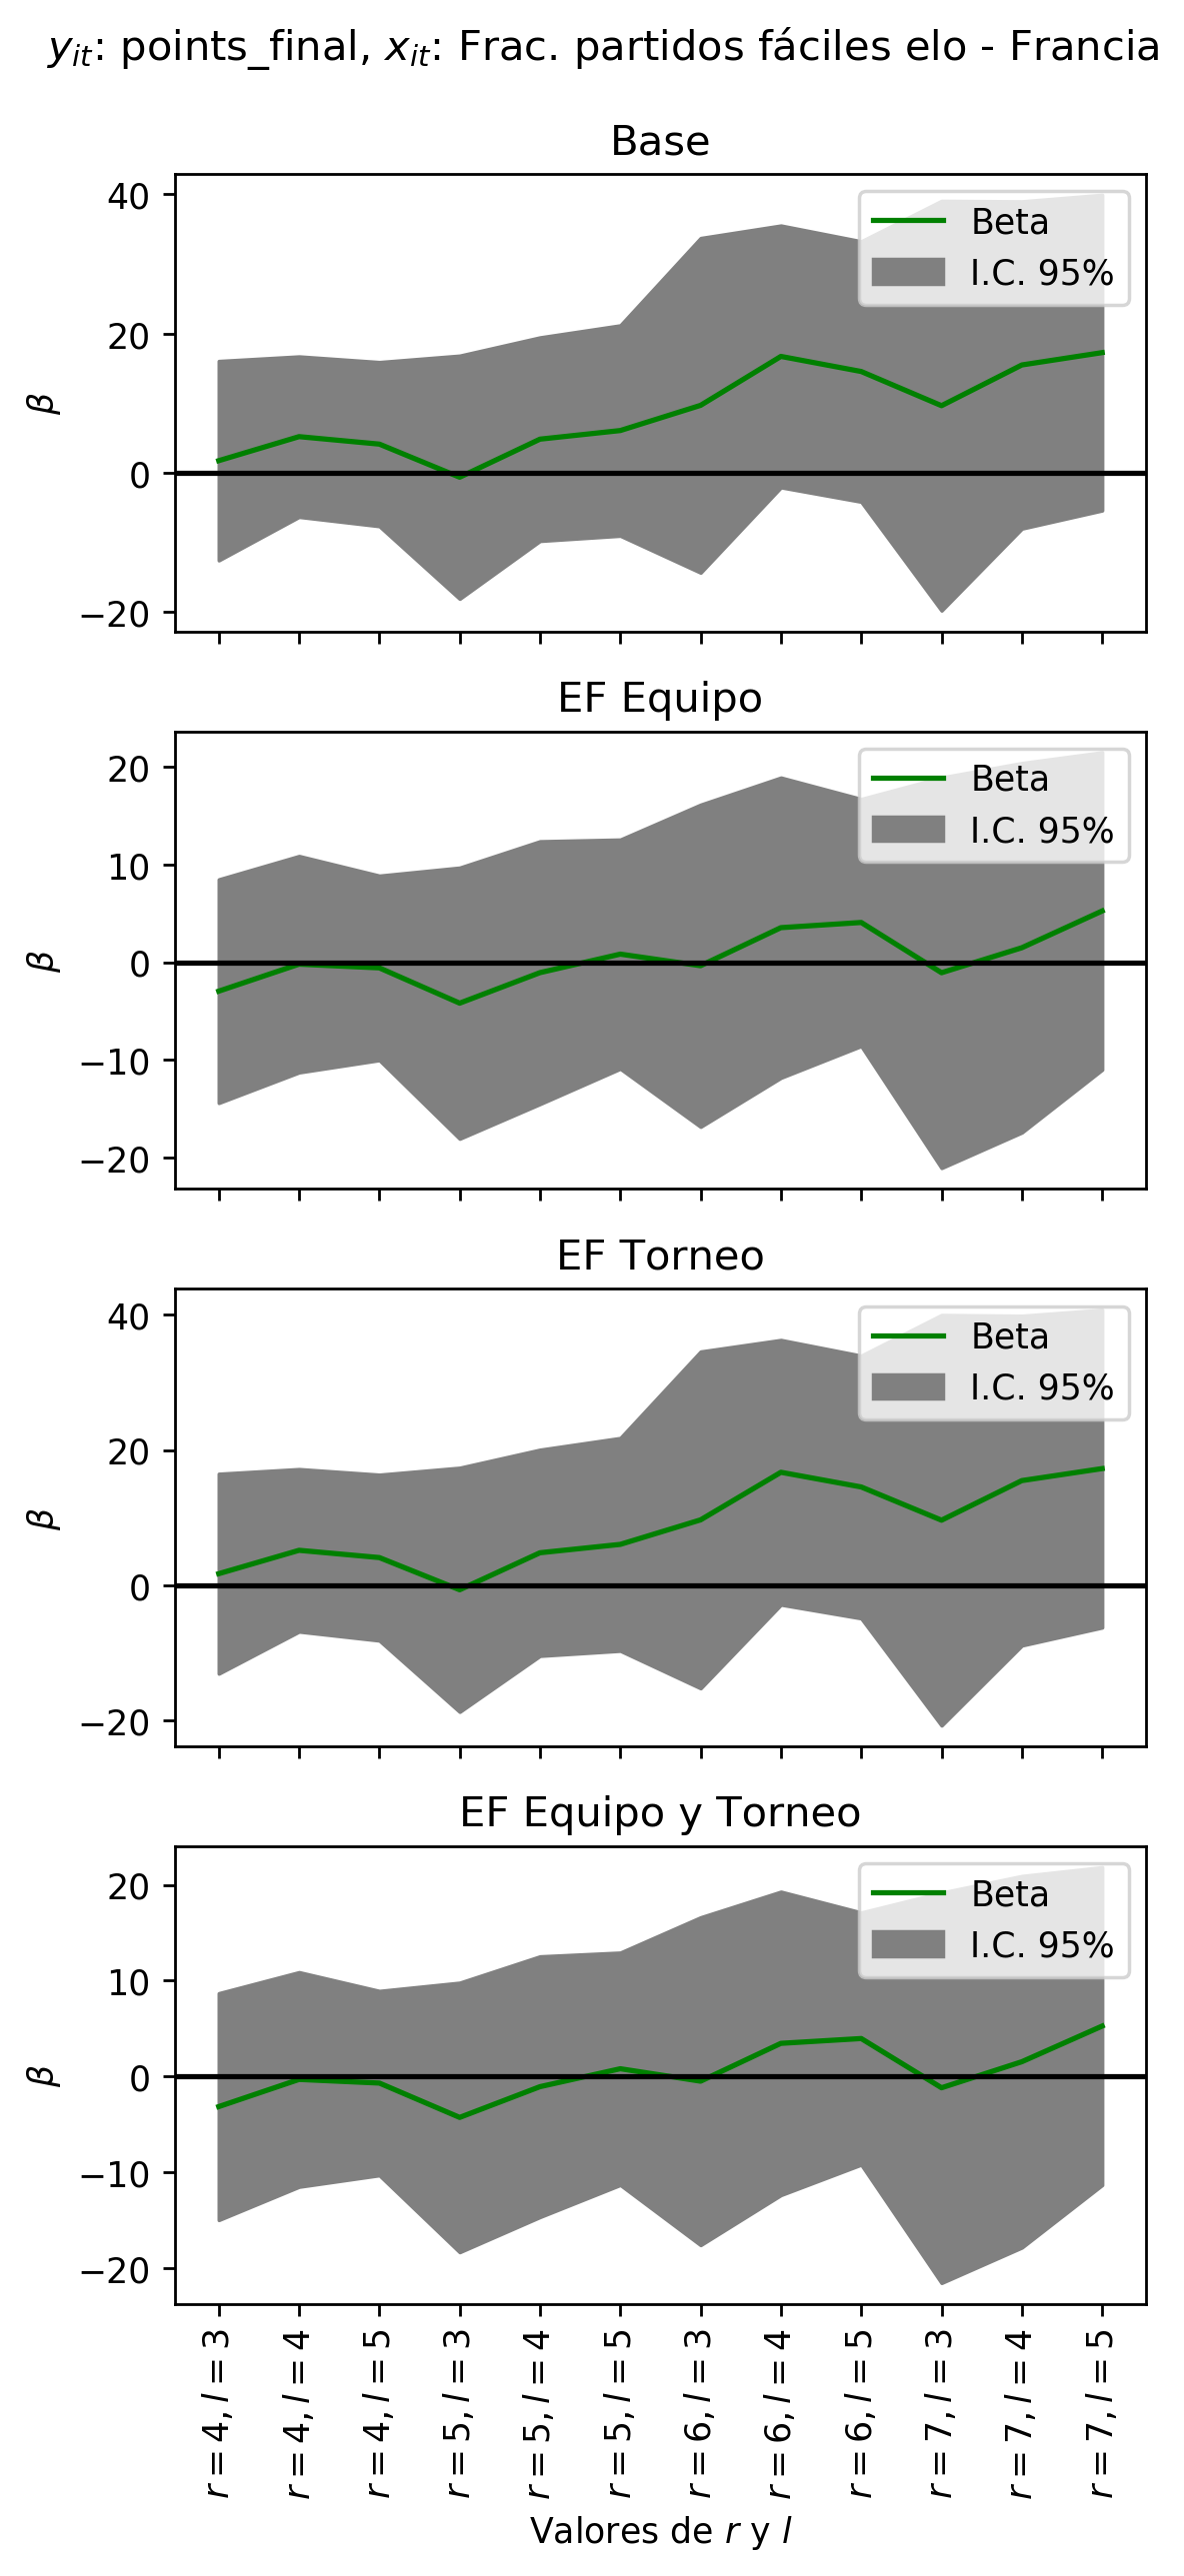 y_it: points_final, x_it: Frac. partidos fáciles elo - Francia
Base
40
20
0
−20
β
Beta
I.C. 95%
EF Equipo
20
10
0
−10
−20
β
Beta
I.C. 95%
EF Torneo
40
20
0
−20
β
Beta
I.C. 95%
EF Equipo y Torneo
20
10
0
−10
−20
β
Beta
I.C. 95%
r = 4, l = 3
r = 4, l = 4
r = 4, l = 5
r = 5, l = 3
r = 5, l = 4
r = 5, l = 5
r = 6, l = 3
r = 6, l = 4
r = 6, l = 5
r = 7, l = 3
r = 7, l = 4
r = 7, l = 5
Valores de r y l